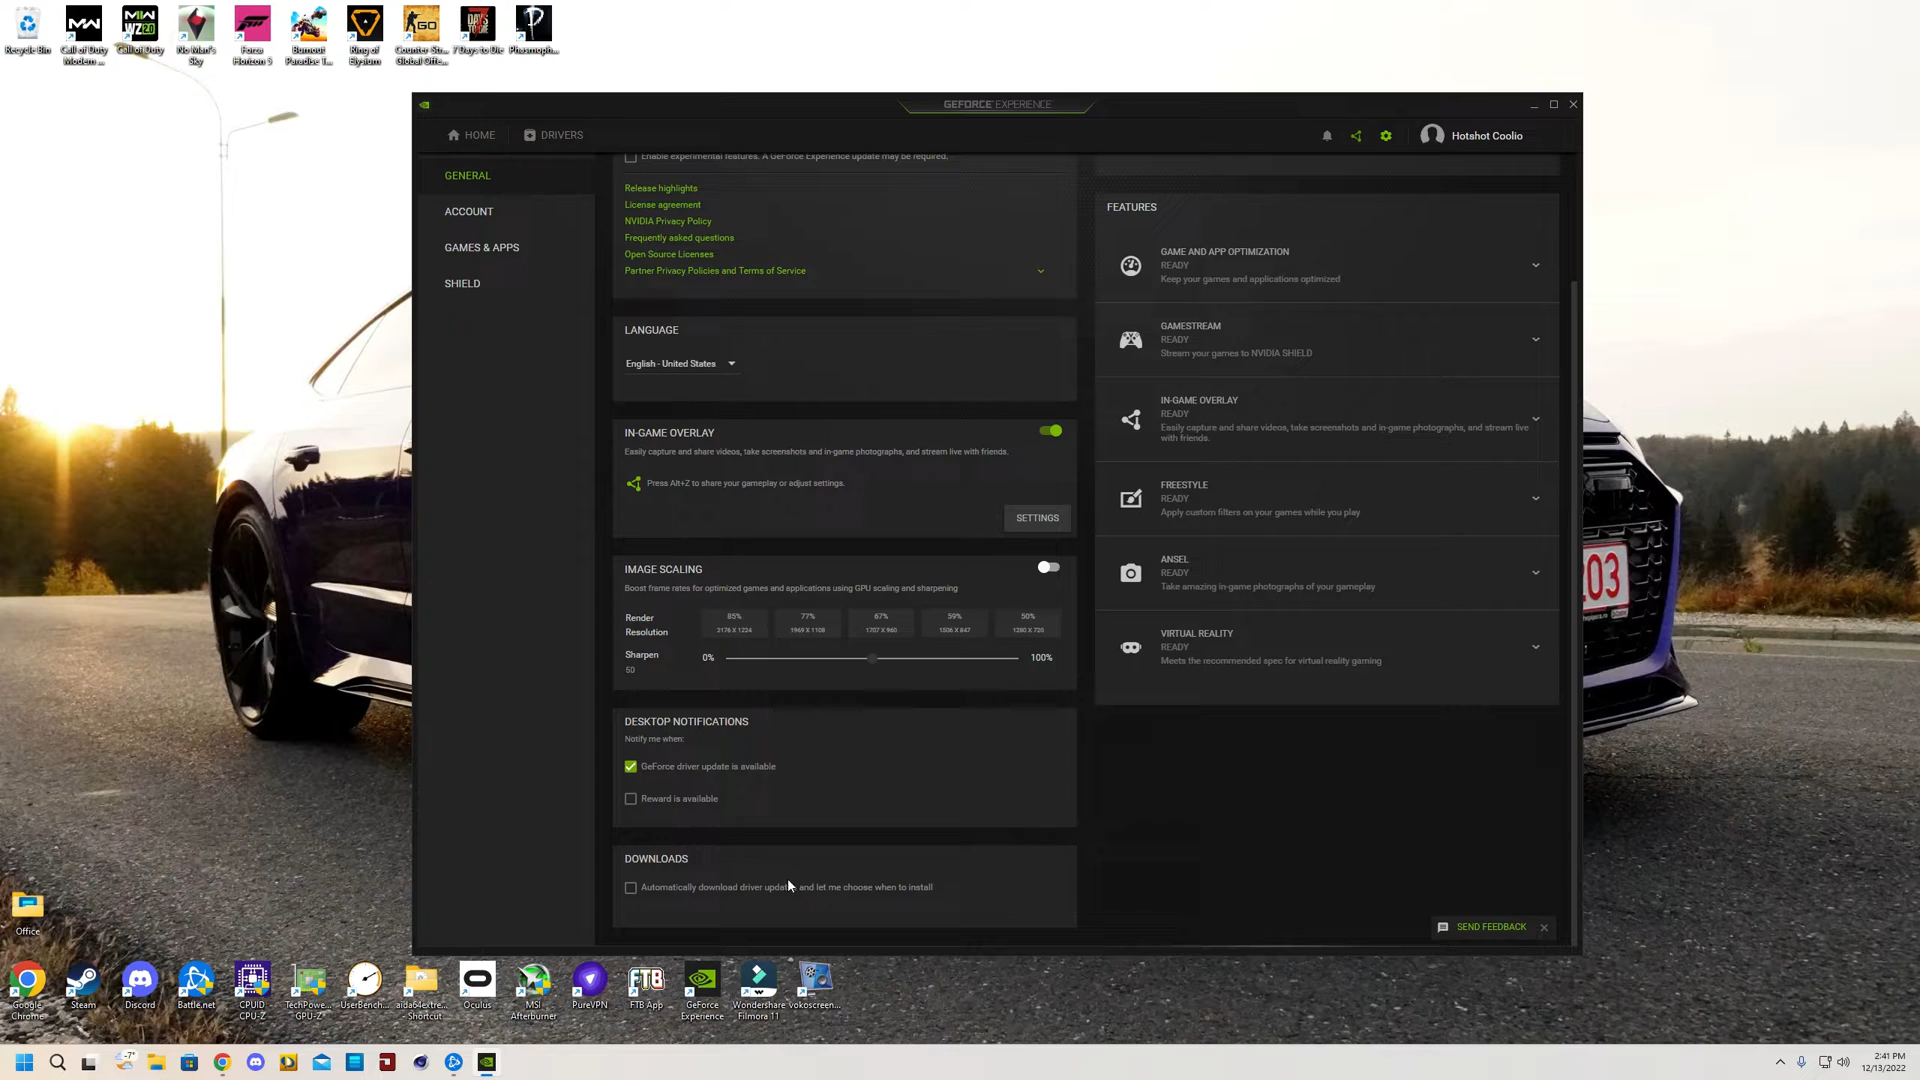 Recycle Bin
Call of Duty
Modern ...
Call of Duty
No Man's
Sky
Forza
Horizon 5
Burnout
Paradise T...
Ring of
Elysium
Counter-Str...
Global Offe...
7 Days to Die
Phasmoph...
GEFORCE EXPERIENCE
HOME
DRIVERS
Hotshot Coolio
GENERAL
ACCOUNT
GAMES & APPS
SHIELD
Enable experimental features. A GeForce Experience update may be required.
Release highlights
License agreement
NVIDIA Privacy Policy
Frequently asked questions
Open Source Licenses
Partner Privacy Policies and Terms of Service
LANGUAGE
English - United States
IN-GAME OVERLAY
Easily capture and share videos, take screenshots and in-game photographs, and stream live with friends.
Press Alt+Z to share your gameplay or adjust settings.
SETTINGS
IMAGE SCALING
Boost frame rates for optimized games and applications using GPU scaling and sharpening
Render
Resolution
85%
2176 X 1224
77%
1969 X 1108
67%
1707 X 960
59%
1506 X 847
50%
1280 X 720
Sharpen
50
0%
100%
DESKTOP NOTIFICATIONS
Notify me when:
GeForce driver update is available
Reward is available
DOWNLOADS
Automatically download driver updat and let me choose when to install
FEATURES
GAME AND APP OPTIMIZATION
READY
Keep your games and applications optimized
GAMESTREAM
READY
Stream your games to NVIDIA SHIELD
IN-GAME OVERLAY
READY
Easily capture and share videos, take screenshots and in-game photographs, and stream live
with friends.
FREESTYLE
READY
Apply custom filters on your games while you play
ANSEL
READY
Take amazing in-game photographs of your gameplay
VIRTUAL REALITY
READY
Meets the recommended spec for virtual reality gaming
SEND FEEDBACK
Office
Google
Chrome
Steam
Discord
Battle.net
CPUID
CPU-Z
TechPowe...
GPU-Z
UserBench...
aida64extre...
- Shortcut
Oculus
MSI
Afterburner
PureVPN
FTB App
GeForce
Experience
Wondershare
Filmora 11
vokoscreen...
-7°
2:41 PM
12/13/2022